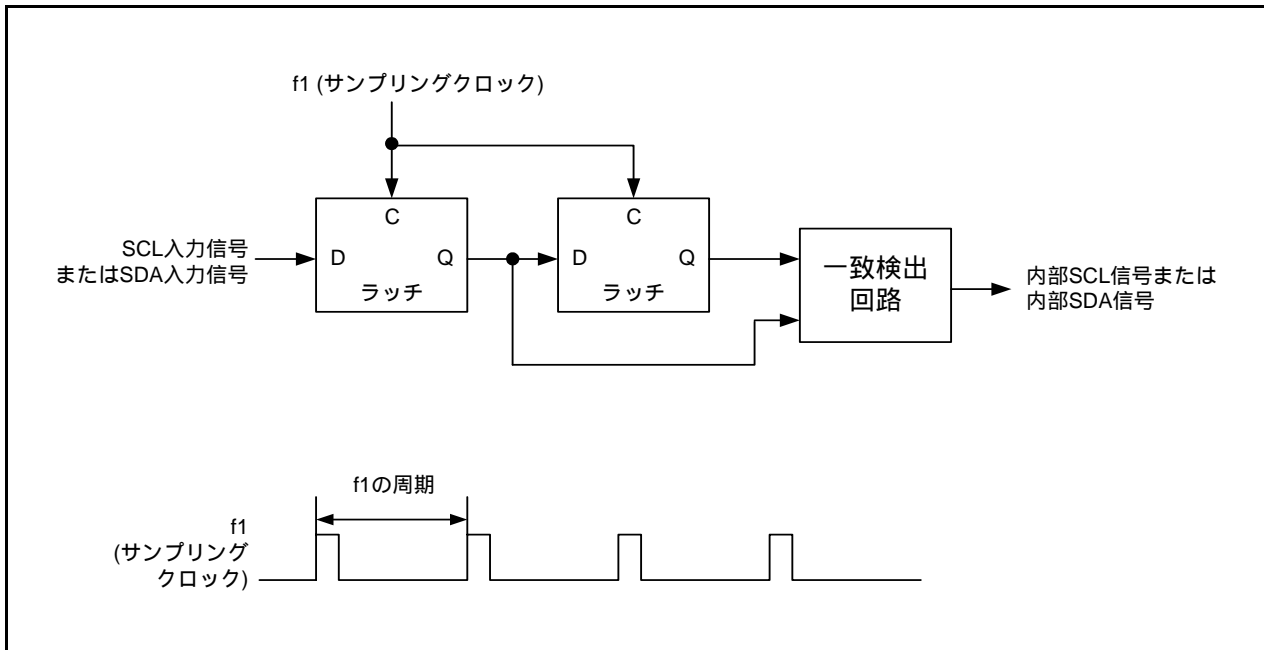 f1 (サンプリングクロック)
C
C
SCL入力信号
またはSDA入力信号
D
Q
D
Q
ラッチ
ラッチ
一致検出
回路
内部SCL信号または
内部SDA信号
f1の周期
f1
(サンプリング
クロック)